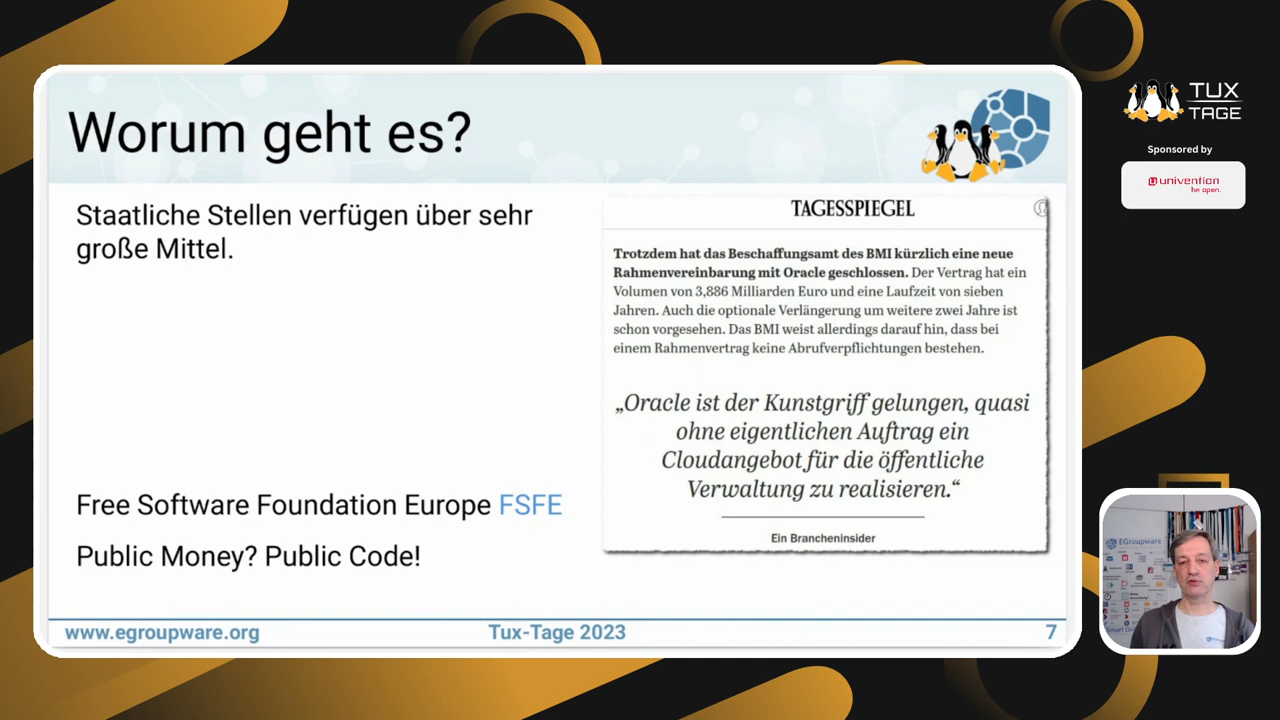 Worum geht es?
Staatliche Stellen verfügen über sehr
große Mittel.
Free Software Foundation Europe FSFE
Public Money? Public Code!
TAGESSPIEGEL
Trotzdem hat das Beschaffungsamt des BMI kürzlich eine neue
Rahmenvereinbarung mit Oracle geschlossen. Der Vertrag hat ein
Volumen von 3,886 Milliarden Euro und eine Laufzeit von sieben
Jahren. Auch die optionale Verlängerung um weitere zwei Jahre ist
schon vorgesehen. Das BMI weist allerdings darauf hin, dass bei
einem Rahmenvertrag keine Abrufverpflichtungen bestehen.
„Oracle ist der Kunstgriff gelungen, quasi
ohne eigentlichen Auftrag ein
Cloudangebot für die öffentliche
Verwaltung zu realisieren.“
Ein Brancheninsider
www.egroupware.org Tux-Tage 2023 7
TUX
TAGE
Sponsored by
univention
be open.
EGroupware